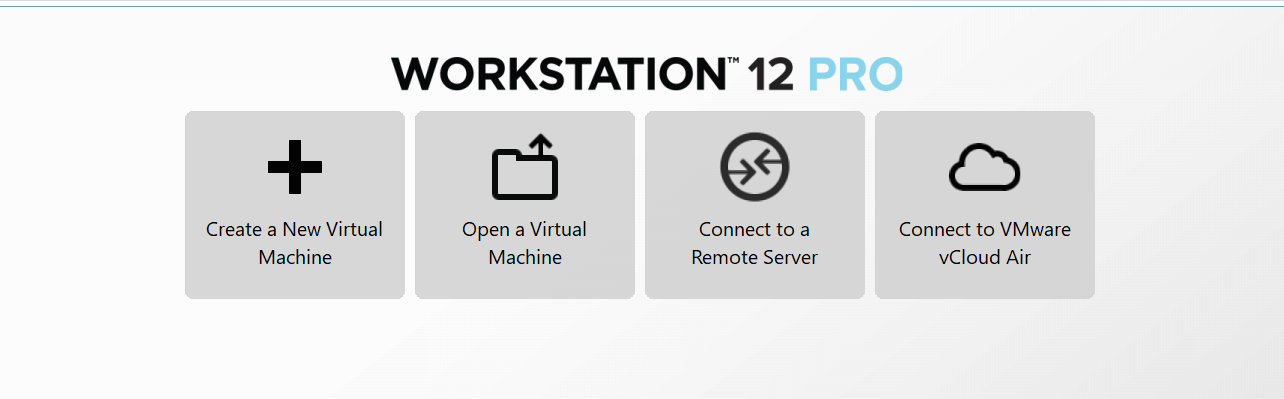 WORKSTATION™ 12 PRO
Create a New Virtual
Machine
Open a Virtual
Machine
Connect to a
Remote Server
Connect to VMware
vCloud Air